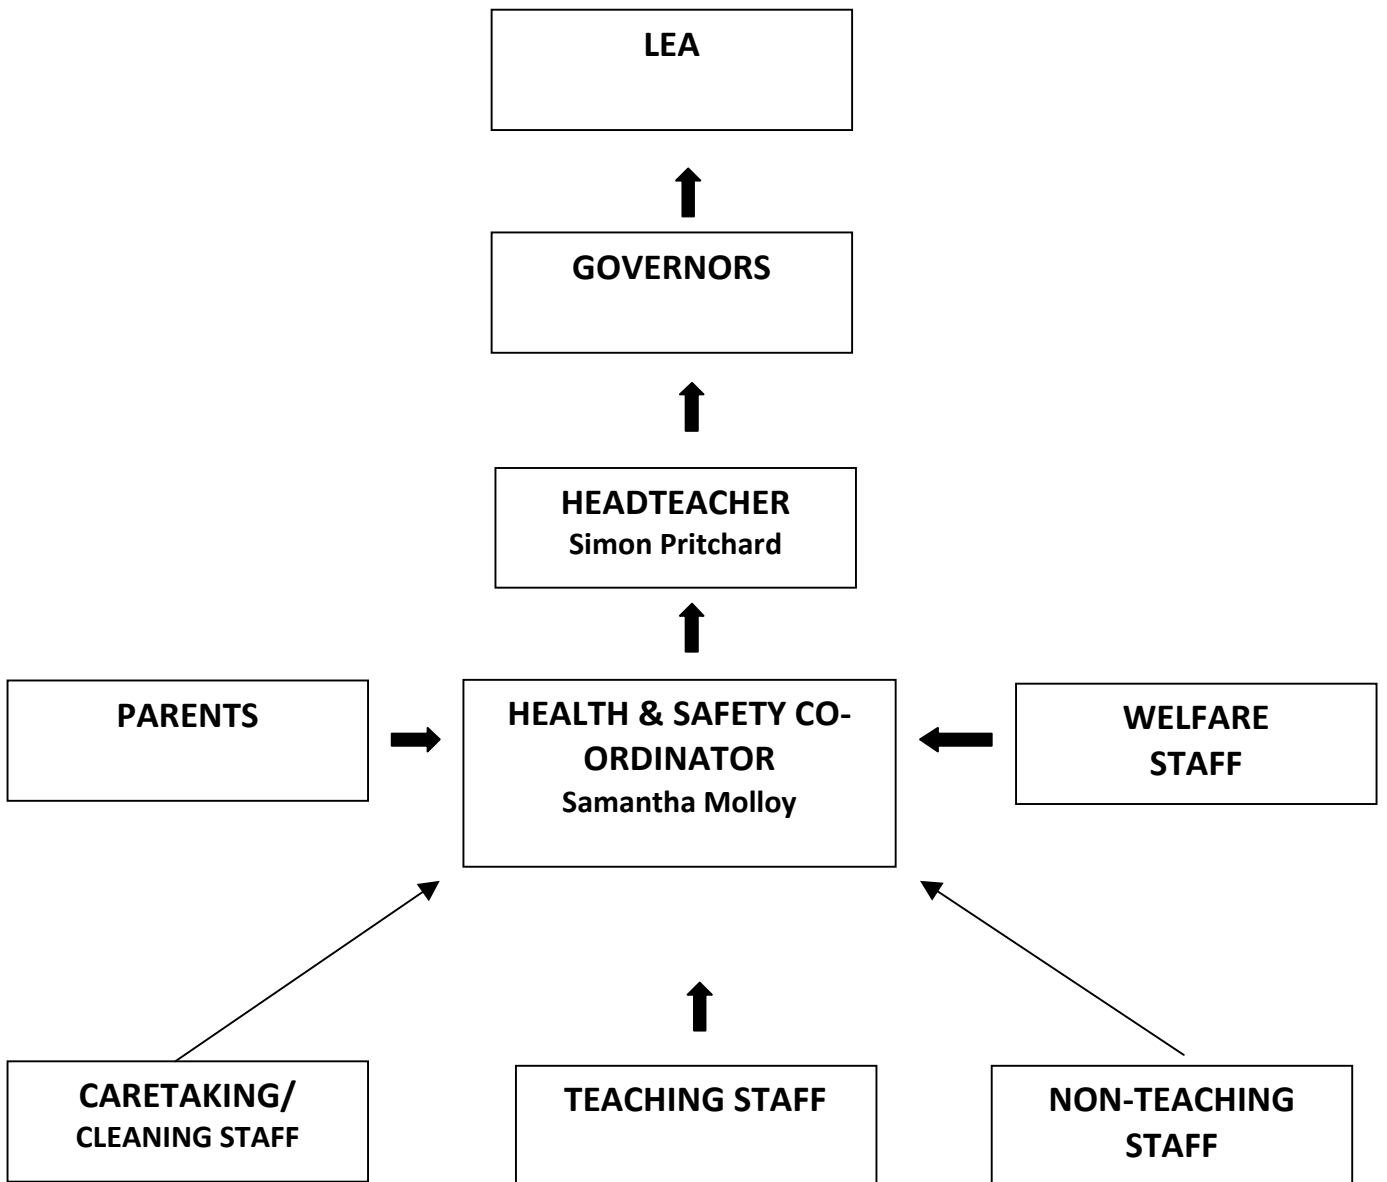 LEA
GOVERNORS
HEADTEACHER
Simon Pritchard
PARENTS
HEALTH & SAFETY CO-
ORDINATOR
Samantha Molloy
WELFARE
STAFF
CARETAKING/
CLEANING STAFF
TEACHING STAFF
NON-TEACHING
STAFF